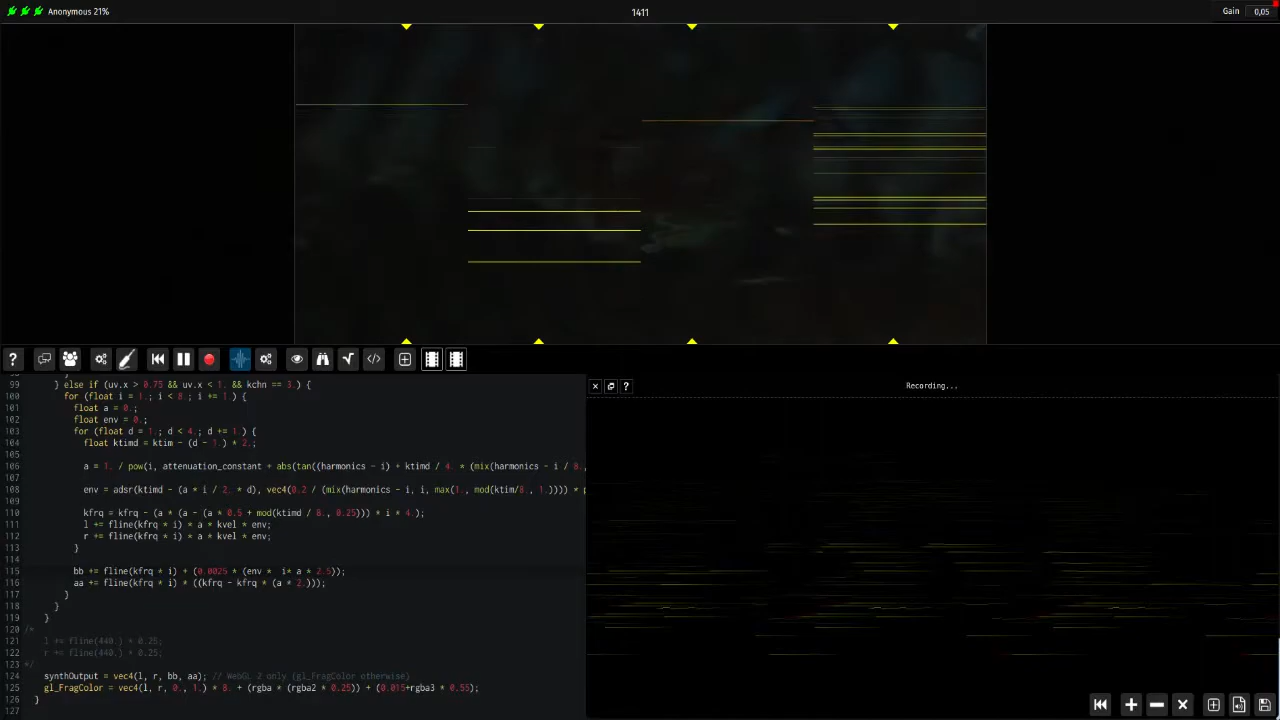 Anonymous 21%
1411
Gain 0,05
Recording...
99 } else if (uv.x > 0.75 && uv.x < 1. && kchn == 3.) {
100 for (float i = 1.; i < 8.; i += 1.) {
101 float a = 0.;
102 float env = 0.;
103 for (float d = 1.; d < 4.; d += 1.) {
104 float ktimd = ktim - (d - 1.) * 2.;
105
106 a = 1. / pow(i, attenuation_constant + abs(tan((harmonics - i) + ktimd / 4. * (mix(harmonics - i / 8.,
107
108 env = adsr(ktimd - (a * i / 2. * d), vec4(0.2 / (mix(harmonics - i, i, max(1., mod(ktim/8., 1.)))) * p
109
110 kfrq = kfrq - (a * (a - (a * 0.5 + mod(ktimd / 8., 0.25))) * i * 4.);
111 l += fline(kfrq * i) * a * kvel * env;
112 r += fline(kfrq * i) * a * kvel * env;
113 }
114
115 bb += fline(kfrq * i) + (0.0025 * (env * i* a * 2.5));
116 aa += fline(kfrq * i) * ((kfrq - kfrq * (a * 2.)));
117 }
118 }
119 }
120 /*
121 l += fline(440.) * 0.25;
122 r += fline(440.) * 0.25;
123 */
124 synthOutput = vec4(l, r, bb, aa); // WebGL 2 only (gl_FragColor otherwise)
125 gl_FragColor = vec4(l, r, 0., 1.) * 8. + (rgba * (rgba2 * 0.25)) + (0.015+rgba3 * 0.55);
126 }
127